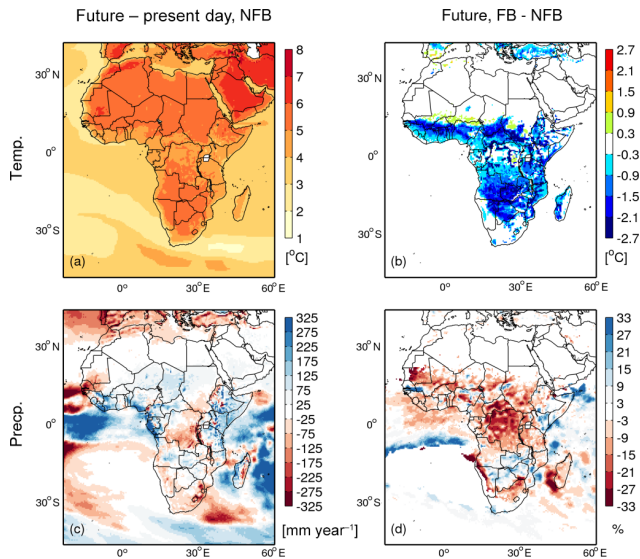 Future – present day, NFB
Future, FB - NFB
Temp.
30° N
0°
30° S
0°
30° E
60° E
(a)
8
7
6
5
4
3
2
1
[°C]
30° N
0°
30° S
0°
30° E
60° E
(b)
2.7
2.1
1.5
0.9
0.3
-0.3
-0.9
-1.5
-2.1
-2.7
[°C]
Precp.
30° N
0°
30° S
0°
30° E
60° E
(c)
325
275
225
175
125
75
25
-25
-75
-125
-175
-225
-275
-325
[mm year⁻¹]
30° N
0°
30° S
0°
30° E
60° E
(d)
33
27
21
15
9
3
-3
-9
-15
-21
-27
-33
%